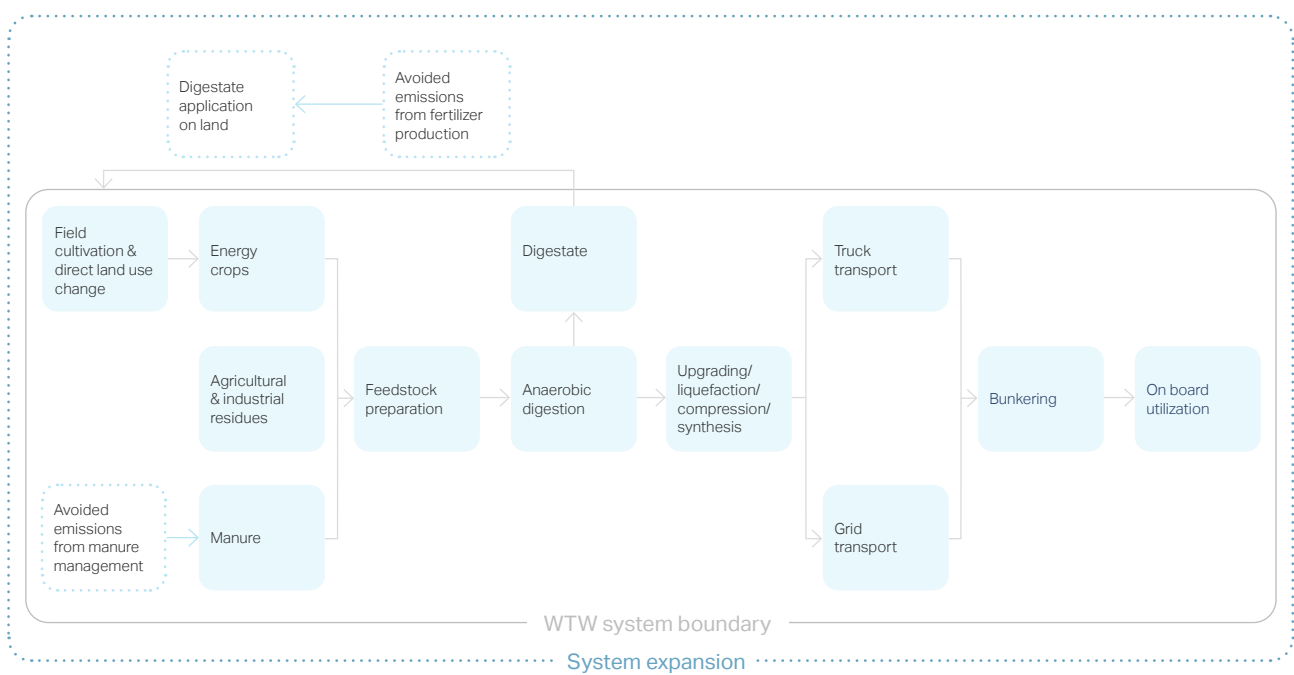 Digestate
application
on land
Avoided
emissions
from fertilizer
production
Field
cultivation &
direct land use
change
Energy
crops
Digestate
Truck
transport
Agricultural
& industrial
residues
Feedstock
preparation
Anaerobic
digestion
Upgrading/
liquefaction/
compression/
synthesis
Bunkering
On board
utilization
Avoided
emissions
from manure
management
Manure
Grid
transport
WTW system boundary
System expansion